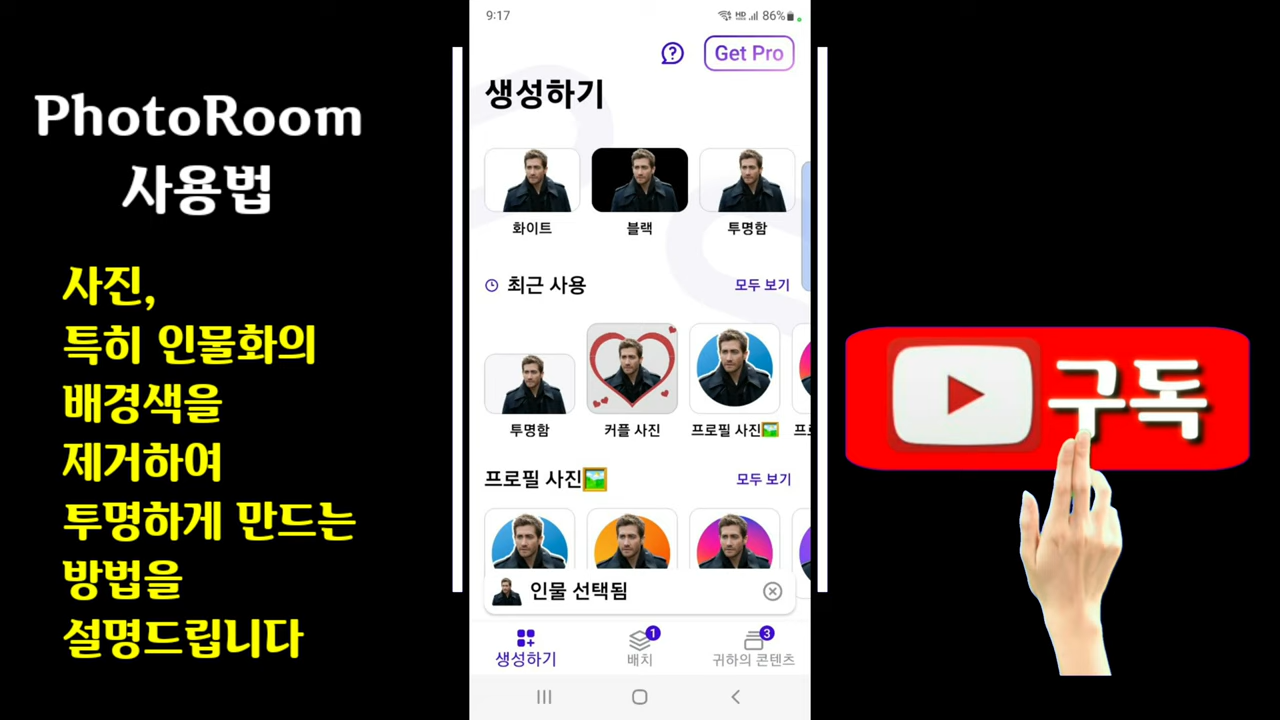 PhotoRoom
사용법
사진,
특히 인물화의
배경색을
제거하여
투명하게 만드는
방법을
설명드립니다
9:17
HD
86%
Get Pro
생성하기
화이트
블랙
투명함
최근 사용
모두 보기
투명함
커플 사진
프로필 사진
프로
프로필 사진
모두 보기
인물 선택됨
1
3
생성하기
배치
귀하의 콘텐츠
구독